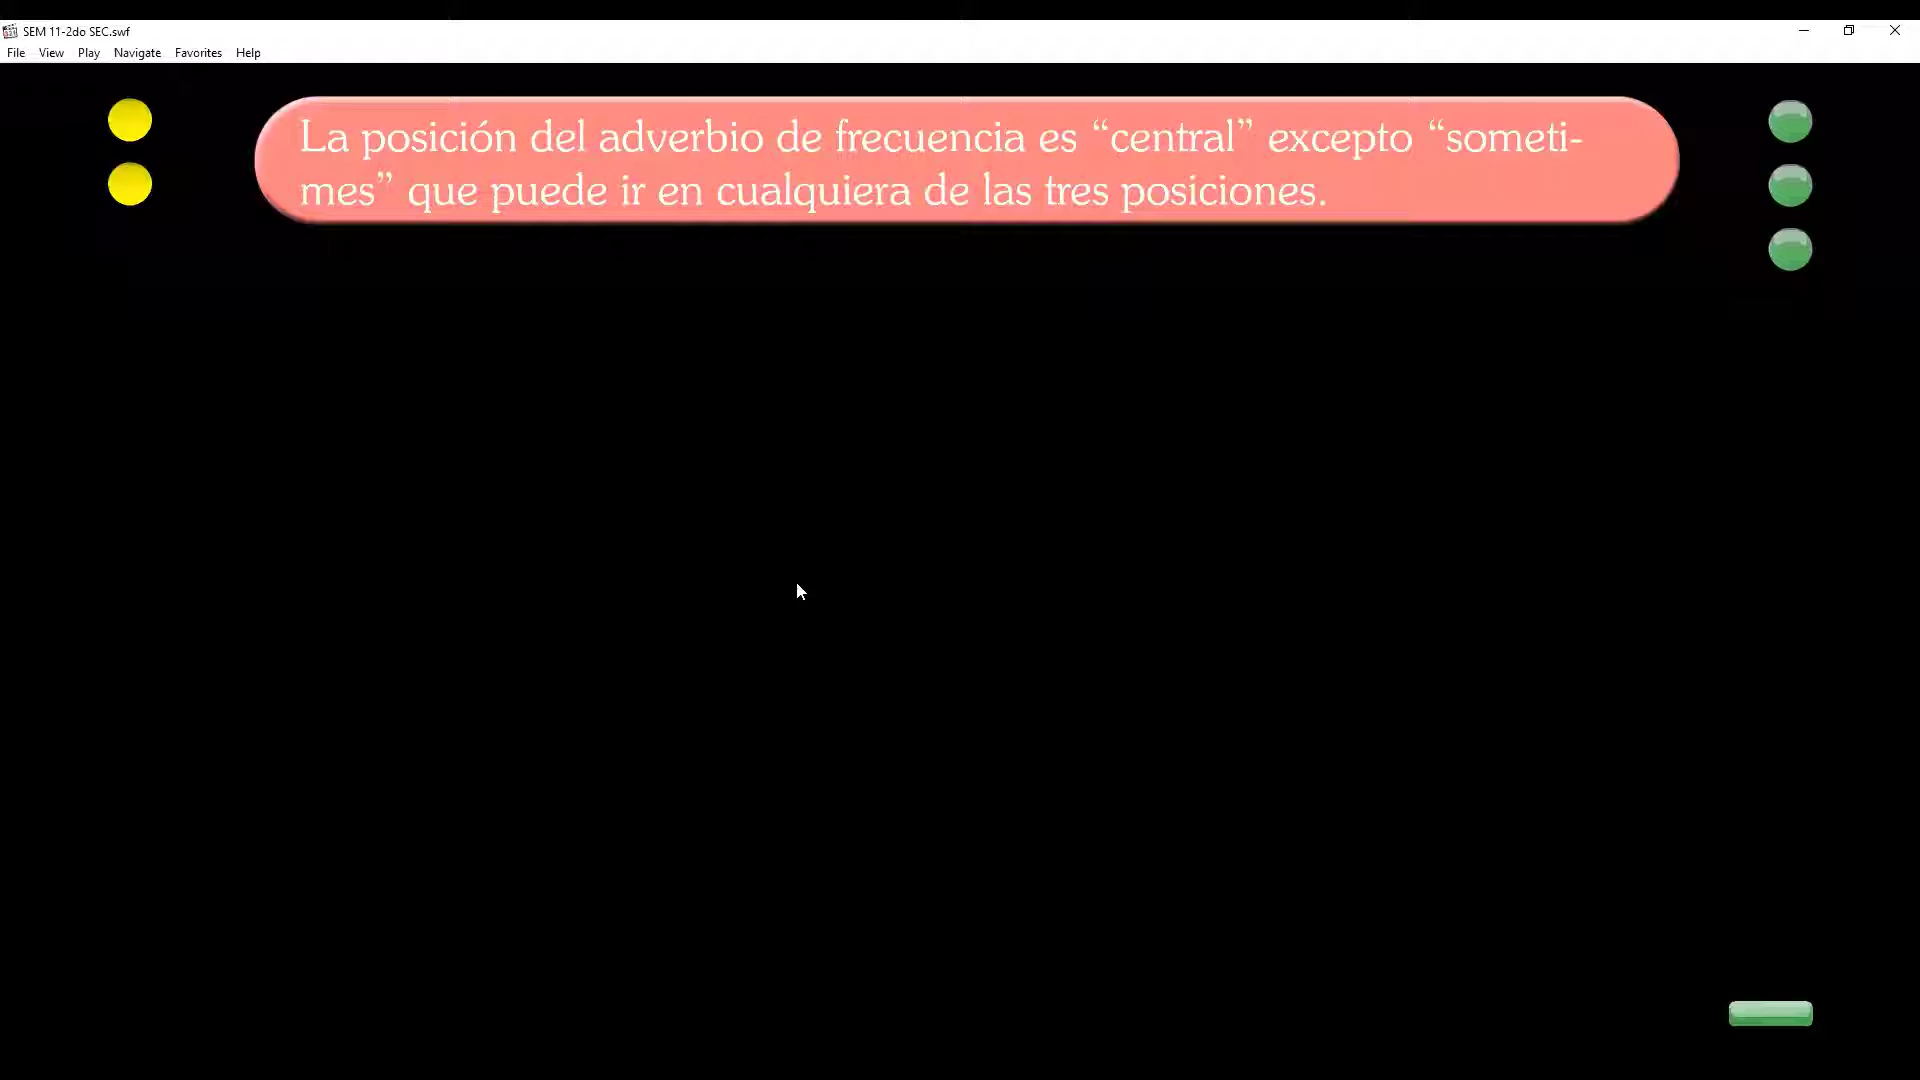 SEM 11-2do SEC.swf
File View Play Navigate Favorites Help
La posición del adverbio de frecuencia es “central” excepto “someti-
mes” que puede ir en cualquiera de las tres posiciones.